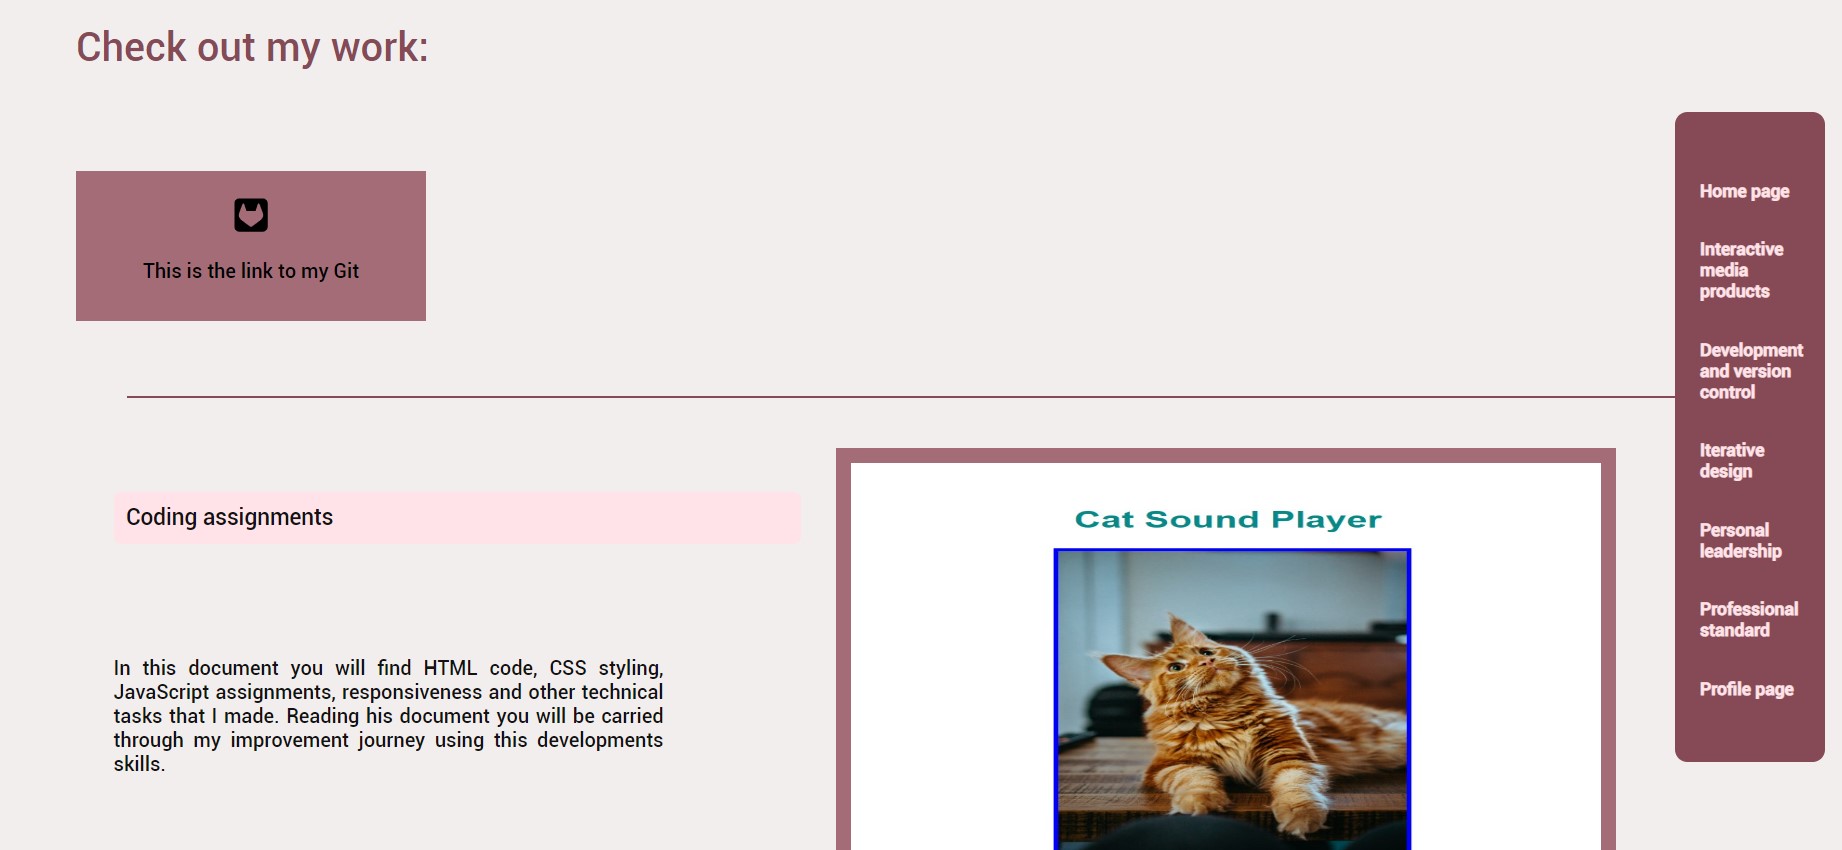 Check out my work:
This is the link to my Git
Coding assignments
In this document you will find HTML code, CSS styling,
JavaScript assignments, responsiveness and other technical
tasks that I made. Reading his document you will be carried
through my improvement journey using this developments
skills.
Cat Sound Player
Home page
Interactive
media
products
Development
and version
control
Iterative
design
Personal
leadership
Professional
standard
Profile page